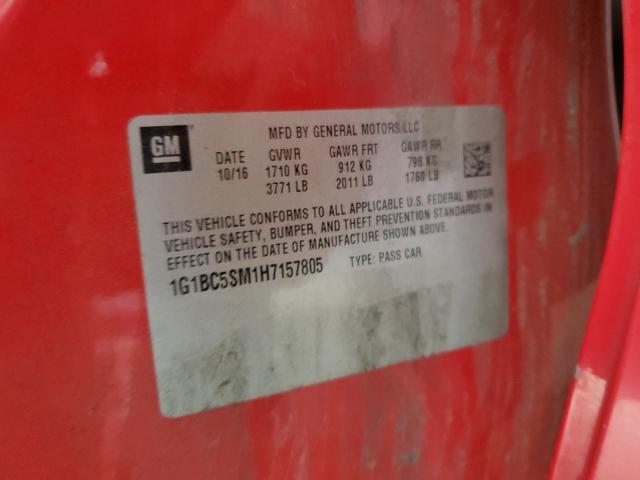 GM
MFD BY GENERAL MOTORS LLC
DATE GVWR GAWR FRT GAWR RR
10/16 1710 KG 912 KG 798 KG
3771 LB 2011 LB 1760 LB
THIS VEHICLE CONFORMS TO ALL APPLICABLE U.S. FEDERAL MOTOR
VEHICLE SAFETY, BUMPER, AND THEFT PREVENTION STANDARDS IN
EFFECT ON THE DATE OF MANUFACTURE SHOWN ABOVE.
1G1BC5SM1H7157805 TYPE: PASS CAR